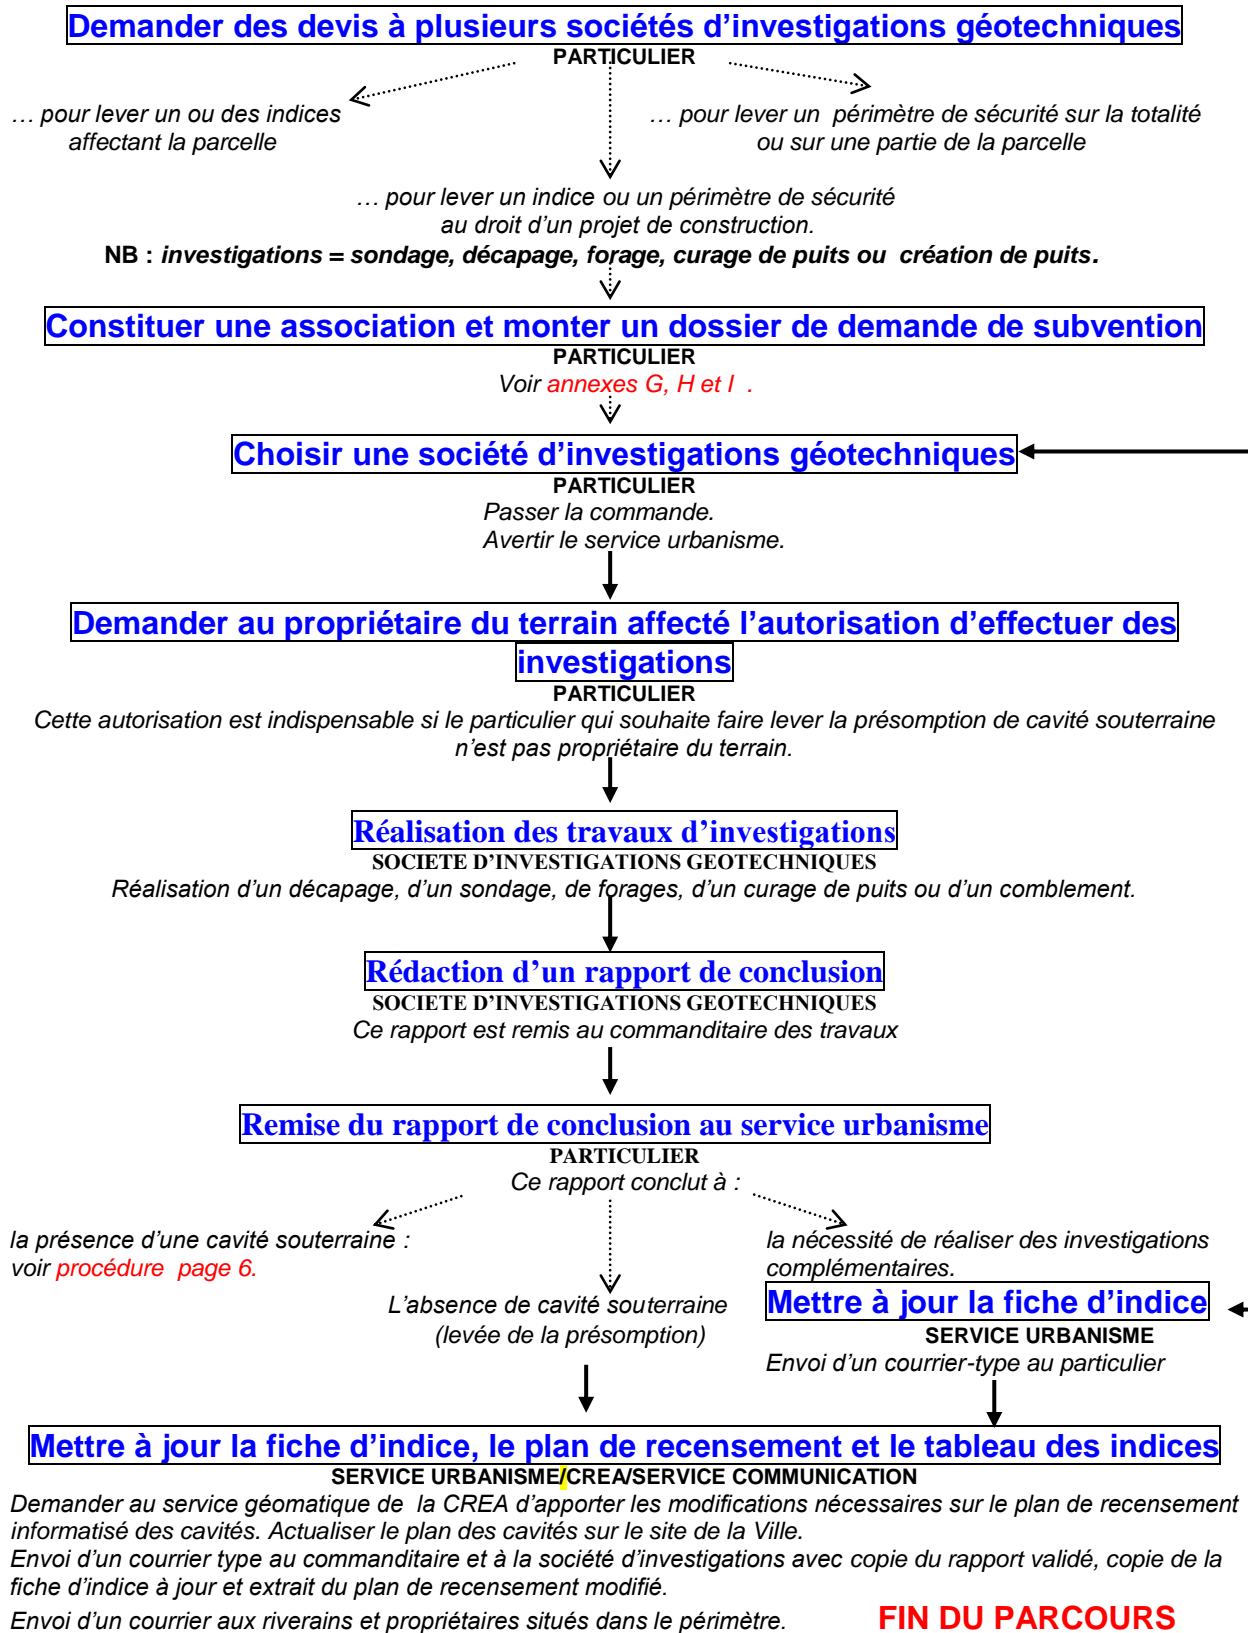 Demander des devis à plusieurs sociétés d’investigations géotechniques
PARTICULIER
… pour lever un ou des indices
affectant la parcelle
… pour lever un périmètre de sécurité sur la totalité
ou sur une partie de la parcelle
… pour lever un indice ou un périmètre de sécurité
au droit d’un projet de construction.
NB : investigations = sondage, décapage, forage, curage de puits ou création de puits.
Constituer une association et monter un dossier de demande de subvention
PARTICULIER
Voir annexes G, H et I .
Choisir une société d’investigations géotechniques
PARTICULIER
Passer la commande.
Avertir le service urbanisme.
Demander au propriétaire du terrain affecté l’autorisation d’effectuer des
investigations
PARTICULIER
Cette autorisation est indispensable si le particulier qui souhaite faire lever la présomption de cavité souterraine
n’est pas propriétaire du terrain.
Réalisation des travaux d’investigations
SOCIETE D’INVESTIGATIONS GEOTECHNIQUES
Réalisation d’un décapage, d’un sondage, de forages, d’un curage de puits ou d’un comblement.
Rédaction d’un rapport de conclusion
SOCIETE D’INVESTIGATIONS GEOTECHNIQUES
Ce rapport est remis au commanditaire des travaux
Remise du rapport de conclusion au service urbanisme
PARTICULIER
Ce rapport conclut à :
la présence d’une cavité souterraine :
voir procédure page 6.
L’absence de cavité souterraine
(levée de la présomption)
la nécessité de réaliser des investigations
complémentaires.
Mettre à jour la fiche d’indice
SERVICE URBANISME
Envoi d’un courrier-type au particulier
Mettre à jour la fiche d’indice, le plan de recensement et le tableau des indices
SERVICE URBANISME/CREA/SERVICE COMMUNICATION
Demander au service géomatique de la CREA d’apporter les modifications nécessaires sur le plan de recensement
informatisé des cavités. Actualiser le plan des cavités sur le site de la Ville.
Envoi d’un courrier type au commanditaire et à la société d’investigations avec copie du rapport validé, copie de la
fiche d’indice à jour et extrait du plan de recensement modifié.
Envoi d’un courrier aux riverains et propriétaires situés dans le périmètre. FIN DU PARCOURS